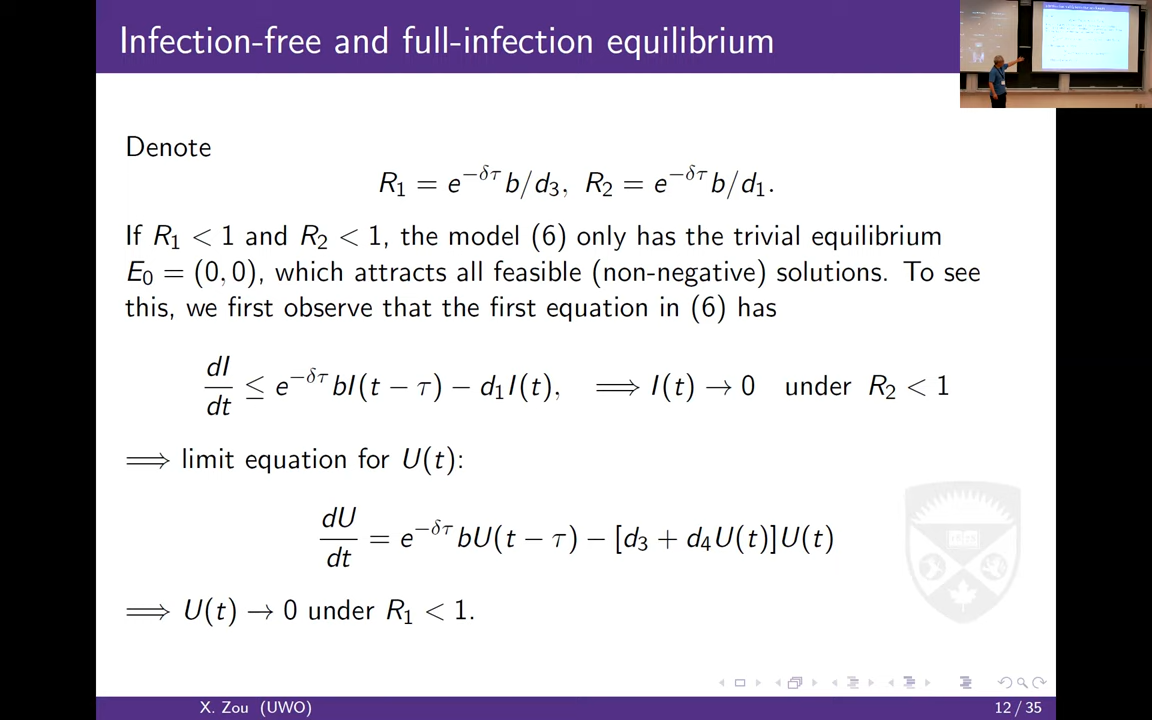 Infection-free and full-infection equilibrium
Denote
R₁ = e^{−δτ} b/d₃, R₂ = e^{−δτ} b/d₁.
If R₁ < 1 and R₂ < 1, the model (6) only has the trivial equilibrium
E₀ = (0, 0), which attracts all feasible (non-negative) solutions. To see
this, we first observe that the first equation in (6) has
dI/dt ≤ e^{−δτ} bI(t − τ) − d₁I(t), ⟹ I(t) → 0 under R₂ < 1
⟹ limit equation for U(t):
dU/dt = e^{−δτ} bU(t − τ) − [d₃ + d₄U(t)]U(t)
⟹ U(t) → 0 under R₁ < 1.
X. Zou (UWO) 12 / 35